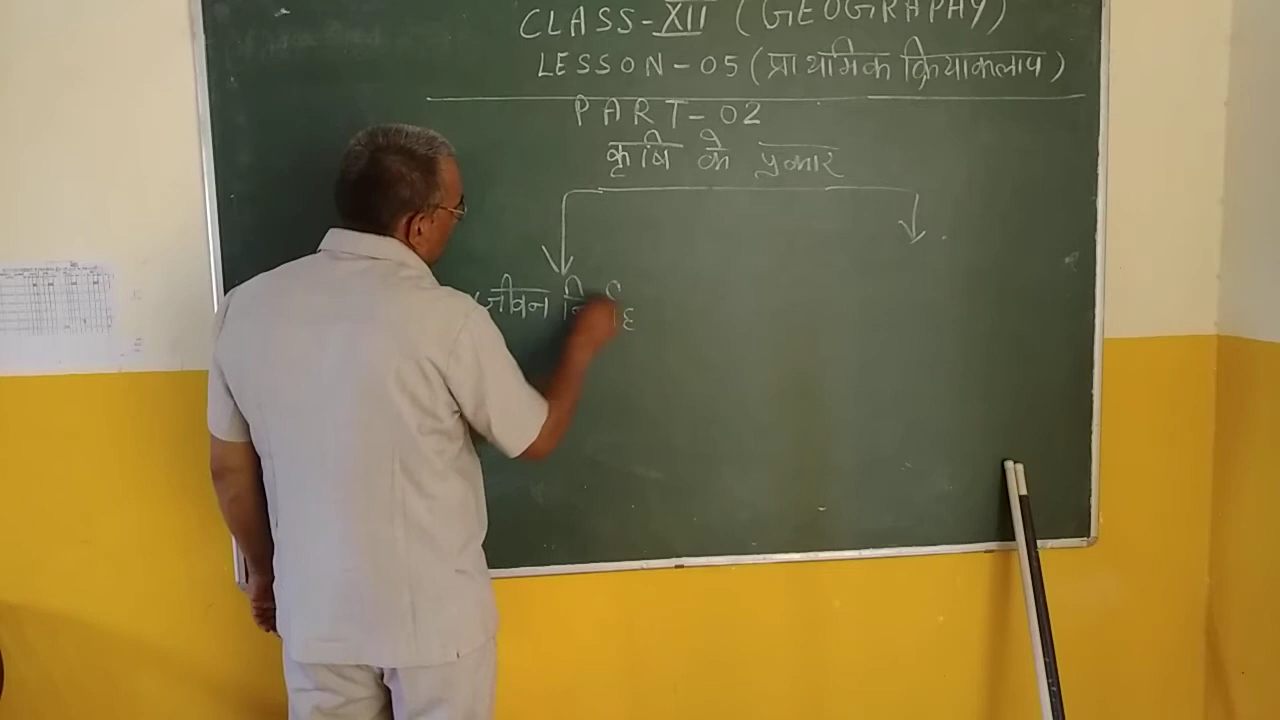 CLASS-XII (GEOGRAPHY)
LESSON-05 (प्राथमिक क्रियाकलाप)
PART-02
कृषि के प्रकार
जीवन